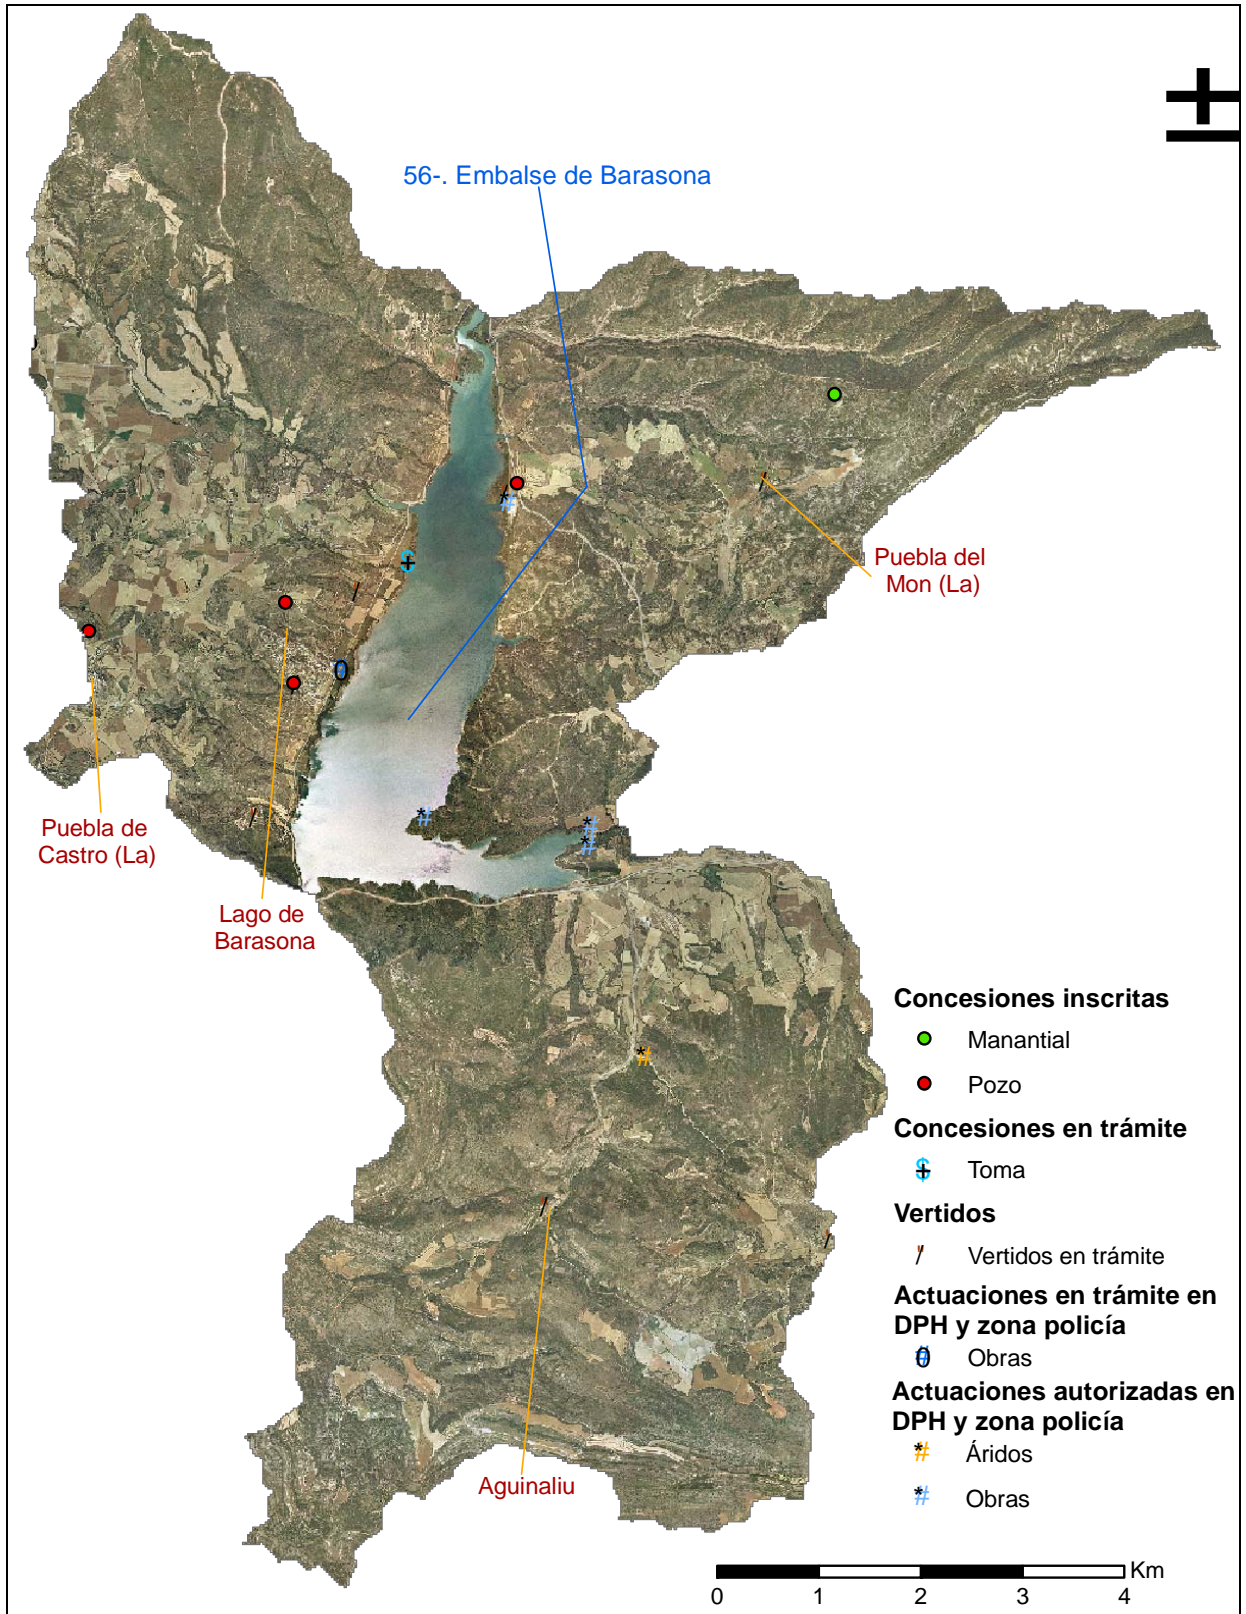 56-. Embalse de Barasona
Puebla del
Mon (La)
Puebla de
Castro (La)
Lago de
Barasona
Aguinaliu
Concesiones inscritas
Manantial
Pozo
Concesiones en trámite
Toma
Vertidos
Vertidos en trámite
Actuaciones en trámite en
DPH y zona policía
Obras
Actuaciones autorizadas en
DPH y zona policía
Áridos
Obras
Km
0 1 2 3 4